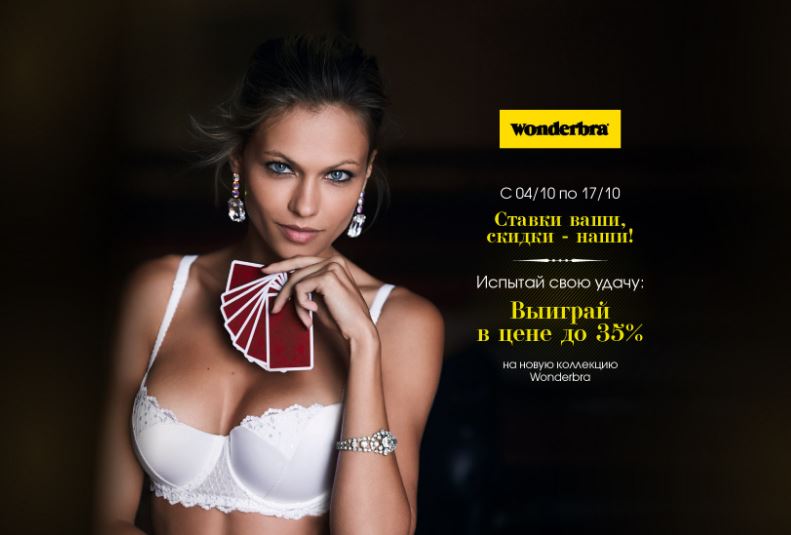 wonderbra
С 04/10 по 17/10
Ставки ваши,
скидки - наши!
Испытай свою удачу:
Выиграй
в цене до 35%
на новую коллекцию
Wonderbra